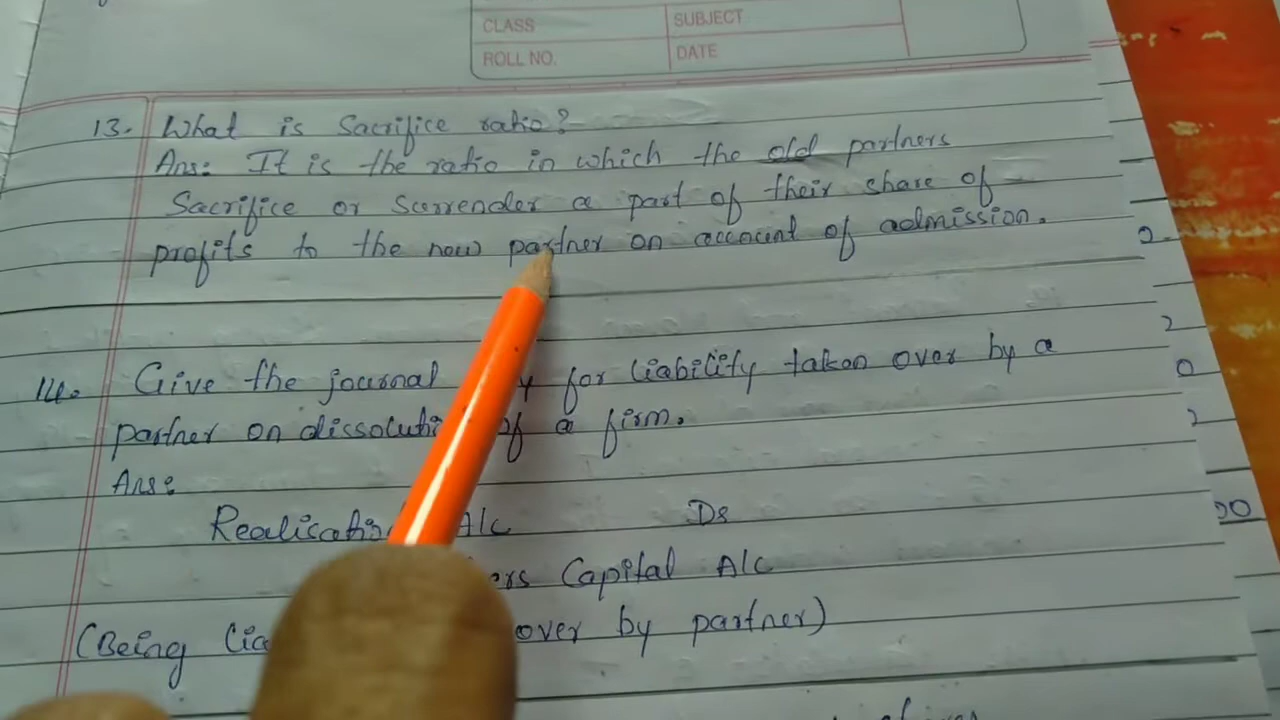 CLASS
SUBJECT
ROLL NO.
DATE
13. What is Sacrifice ratio?
Ans: It is the ratio in which the old partners
Sacrifice or Surrender a part of their share of
profits to the new partner on account of admission.
14. Give the journal y for liability taken over by a
partner on dissoluti of a firm.
Ans:
Realisatio A/c Dr
ers Capital A/c
(Being lia over by partner)